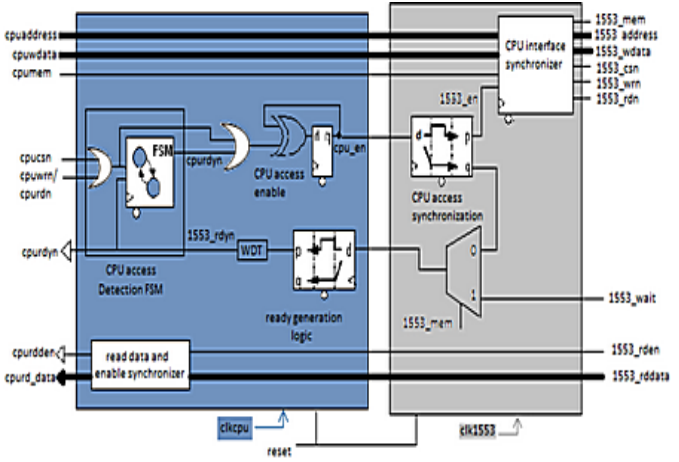 cpuaddress
cpuwdata
cpumem
1553_mem
1553_address
1553_wdata
1553_csn
1553_wrn
1553_rdn
CPU interface
synchronizer
1553_en
FSM
cpucsn
cpuwrn/
cpurdn
cpurdyn
d q
cpu_en
CPU access
enable
d p
q
CPU access
synchronization
cpurdyn
CPU access
Detection FSM
1553_rdyn
WDT
p d
q
ready generation
logic
0
1
1553_mem
1553_wait
cpurdden
cpurd_data
read data and
enable synchronizer
1553_rden
1553_rddata
clkcpu
reset
clk1553